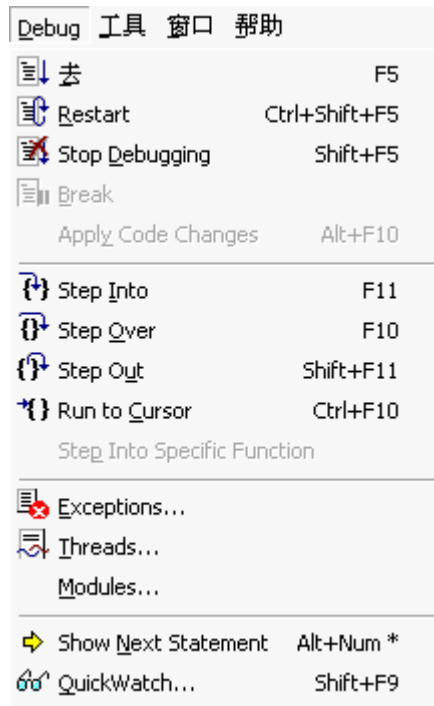 Debug 工具 窗口 帮助
去 F5
Restart Ctrl+Shift+F5
Stop Debugging Shift+F5
Break
Apply Code Changes Alt+F10
Step Into F11
Step Over F10
Step Out Shift+F11
Run to Cursor Ctrl+F10
Step Into Specific Function
Exceptions...
Threads...
Modules...
Show Next Statement Alt+Num *
QuickWatch... Shift+F9